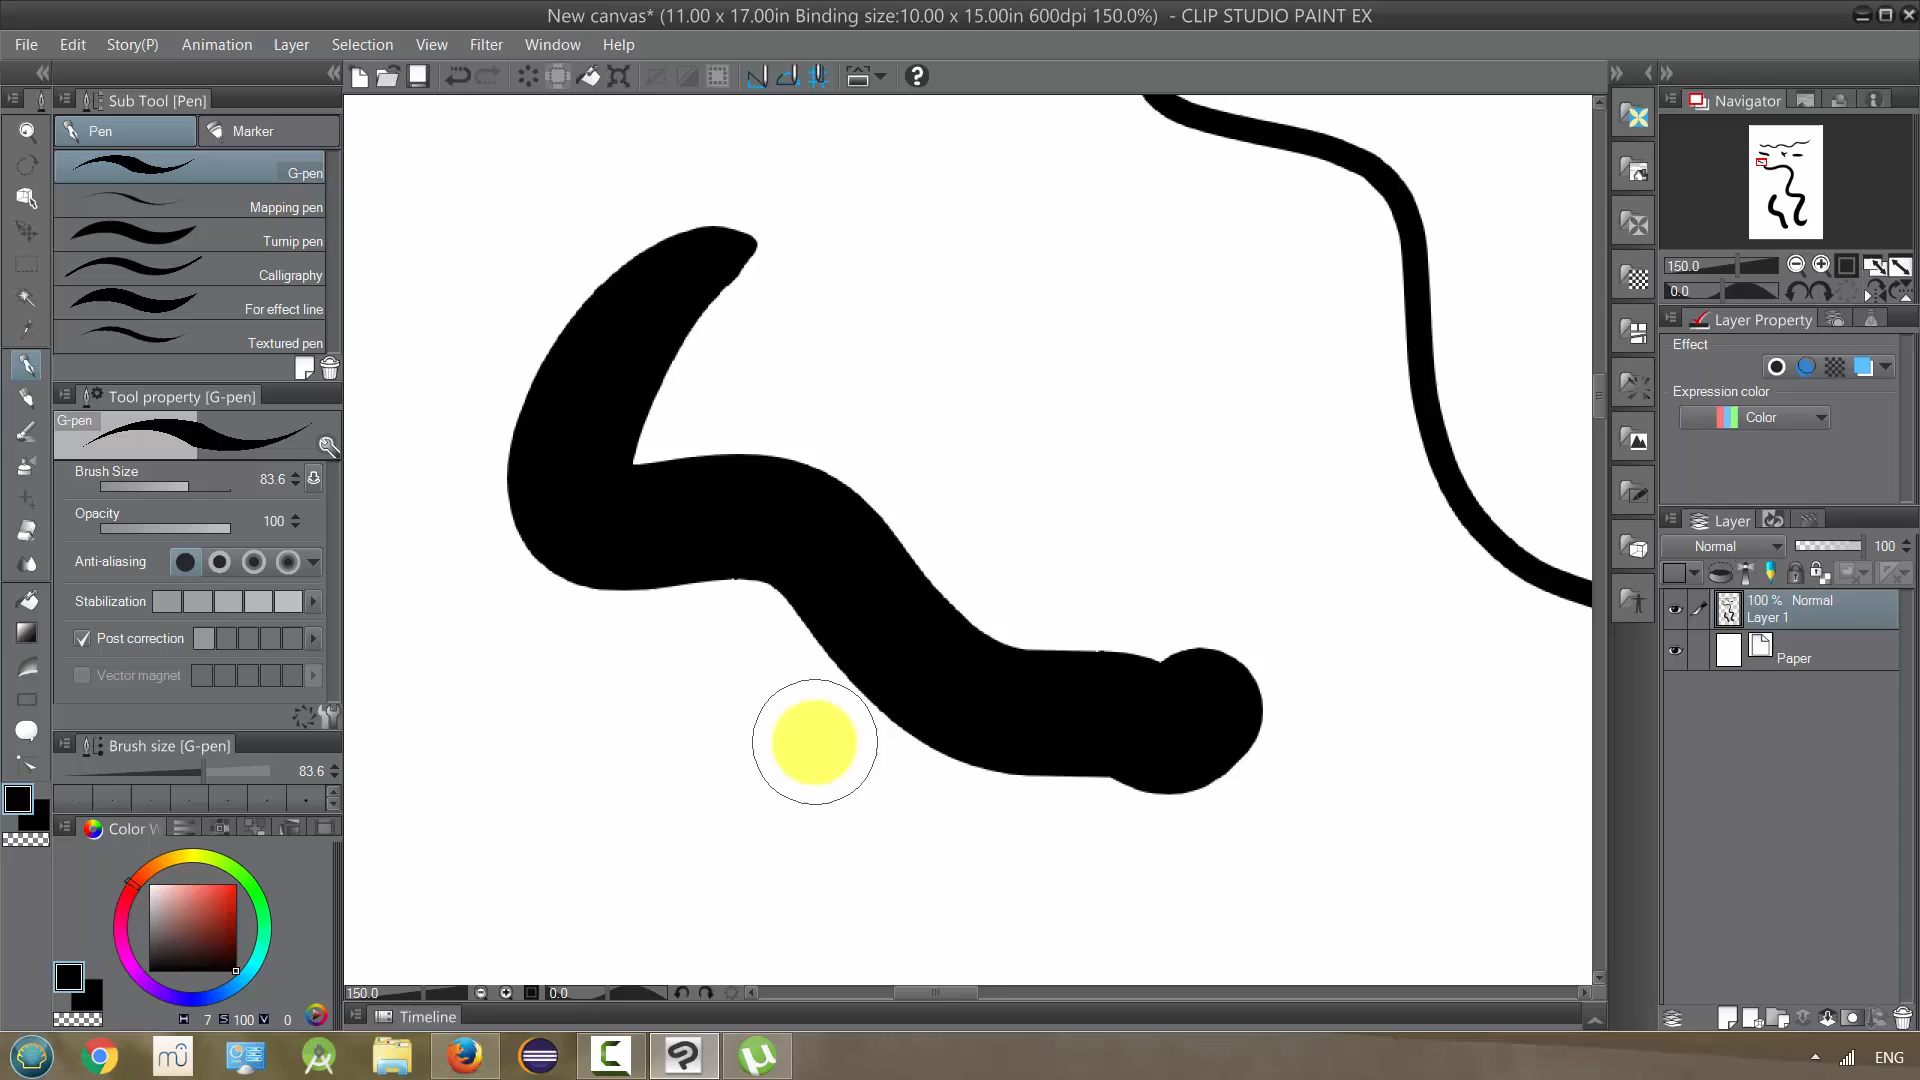 New canvas* (11.00 x 17.00in Binding size:10.00 x 15.00in 600dpi 150.0%) - CLIP STUDIO PAINT EX
File Edit Story(P) Animation Layer Selection View Filter Window Help
Sub Tool [Pen]
Pen Marker
G-pen
Mapping pen
Turnip pen
Calligraphy
For effect line
Textured pen
Tool property [G-pen]
G-pen
Brush Size 83.6
Opacity 100
Anti-aliasing
Stabilization
Post correction
Vector magnet
Brush size [G-pen]
83.6
Color W
H 7 S 100 V 0
150.0 0.0
Timeline
Navigator
150.0
0.0
Layer Property
Effect
Expression color
Color
Layer
Normal 100
100 % Normal
Layer 1
Paper
ENG